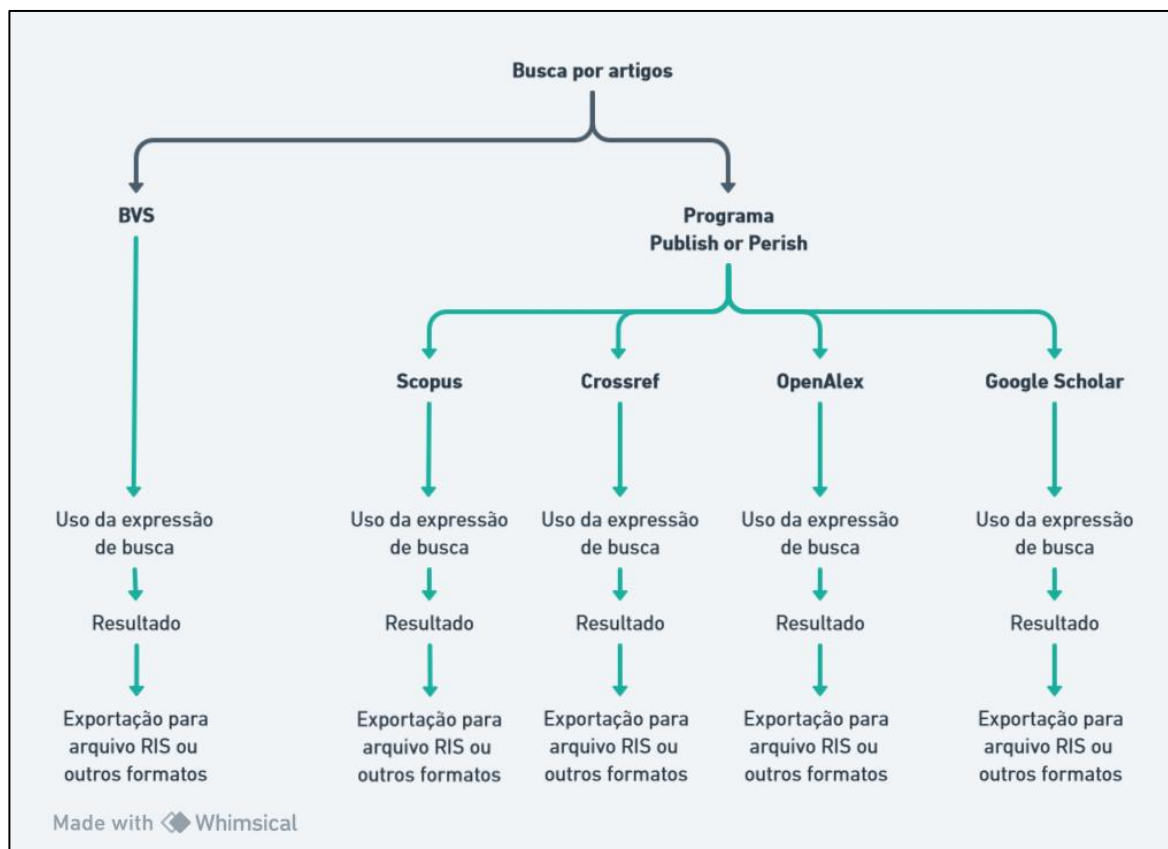 Busca por artigos
BVS
Programa
Publish or Perish
Scopus
Crossref
OpenAlex
Google Scholar
Uso da expressão
de busca
Uso da expressão
de busca
Uso da expressão
de busca
Uso da expressão
de busca
Uso da expressão
de busca
Resultado
Resultado
Resultado
Resultado
Resultado
Exportação para
arquivo RIS ou
outros formatos
Exportação para
arquivo RIS ou
outros formatos
Exportação para
arquivo RIS ou
outros formatos
Exportação para
arquivo RIS ou
outros formatos
Exportação para
arquivo RIS ou
outros formatos
Made with Whimsical